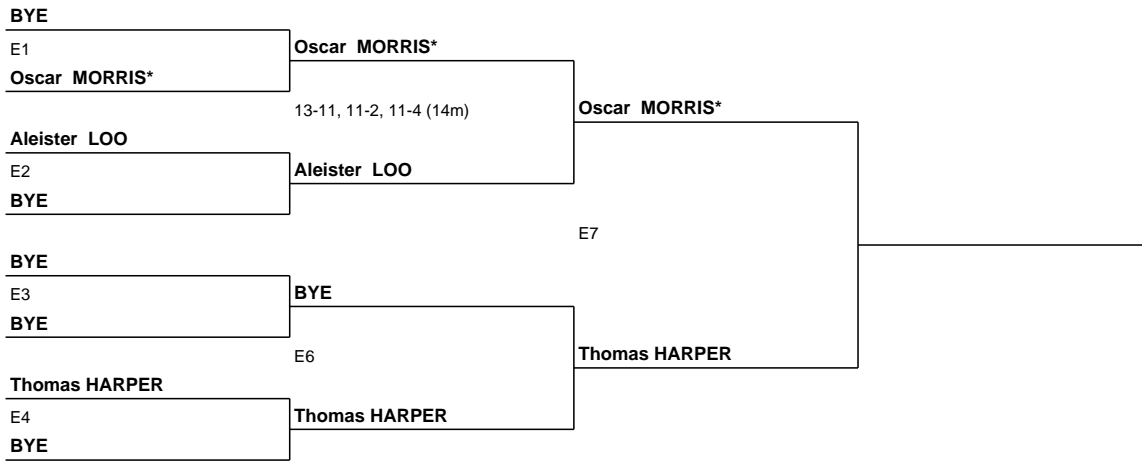 BYE
E1
Oscar MORRIS*
Oscar MORRIS*
13-11, 11-2, 11-4 (14m)
Oscar MORRIS*
Aleister LOO
E2
Aleister LOO
BYE
E7
BYE
E3
BYE
BYE
E6
Thomas HARPER
Thomas HARPER
E4
Thomas HARPER
BYE